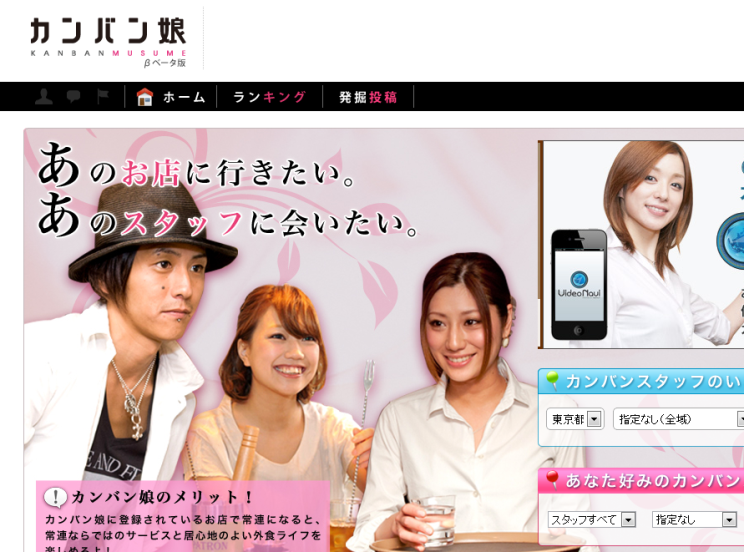 カンバン娘
KANBANMUSUME
βベータ版
ホーム
ランキング
発掘投稿
あのお店に行きたい。
あのスタッフに会いたい。
VideoNavi
カンバンスタッフのい
東京都
指定なし(全域)
あなた好みのカンバン
スタッフすべて
指定なし
カンバン娘のメリット！
カンバン娘に登録されているお店で常連になると、
常連ならではのサービスと居心地のよい外食ライフを
楽しめるよ！